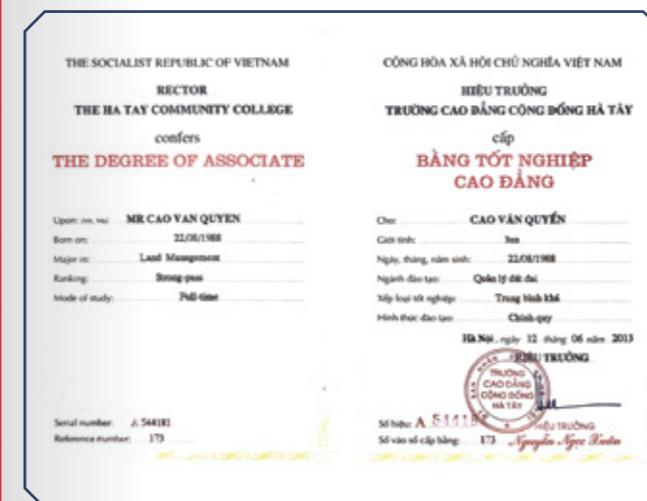 THE SOCIALIST REPUBLIC OF VIETNAM
RECTOR
THE HA TAY COMMUNITY COLLEGE
confers
THE DEGREE OF ASSOCIATE
Upon: (Mr, Ms) MR CAO VAN QUYEN
Born on: 22/08/1988
Major in: Land Management
Ranking: Strong-pass
Mode of study: Full-time
Serial number: A 544181
Reference number: 173
CỘNG HÒA XÃ HỘI CHỦ NGHĨA VIỆT NAM
HIỆU TRƯỞNG
TRƯỜNG CAO ĐẲNG CỘNG ĐỒNG HÀ TÂY
cấp
BẰNG TỐT NGHIỆP
CAO ĐẲNG
Cho: CAO VĂN QUYỀN
Giới tính: Nam
Ngày, tháng, năm sinh: 22/08/1988
Ngành đào tạo: Quản lý đất đai
Xếp loại tốt nghiệp: Trung bình khá
Hình thức đào tạo: Chính quy
Hà Nội, ngày 12 tháng 06 năm 2013
HIỆU TRƯỞNG
TRƯỜNG
CAO ĐẲNG
CỘNG ĐỒNG
HÀ TÂY
Số hiệu: A 544181
HIỆU TRƯỞNG
Số vào sổ cấp bằng: 173 Nguyễn Ngọc Xuân